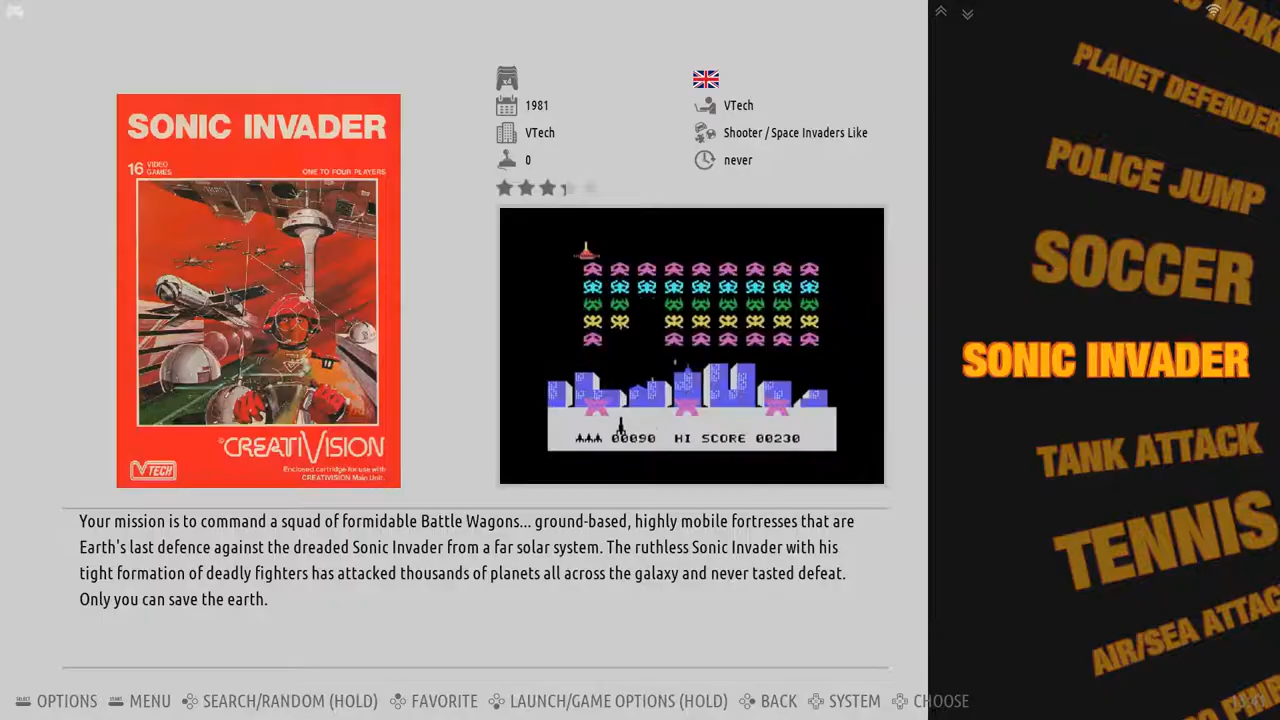 SONIC INVADER
16 VIDEO GAMES
ONE TO FOUR PLAYERS
CREATIVISION
VTECH
Enclosed cartridge for use with
CREATIVISION Main Unit.
x4
1981
VTech
VTech
Shooter / Space Invaders Like
0
never
00090 HI SCORE 00230
Your mission is to command a squad of formidable Battle Wagons... ground-based, highly mobile fortresses that are
Earth's last defence against the dreaded Sonic Invader from a far solar system. The ruthless Sonic Invader with his
tight formation of deadly fighters has attacked thousands of planets all across the galaxy and never tasted defeat.
Only you can save the earth.
PLANET DEFENDER
POLICE JUMP
SOCCER
SONIC INVADER
TANK ATTACK
TENNIS
AIR/SEA ATTAC
SELECT OPTIONS START MENU SEARCH/RANDOM (HOLD) FAVORITE LAUNCH/GAME OPTIONS (HOLD) BACK SYSTEM CHOOSE